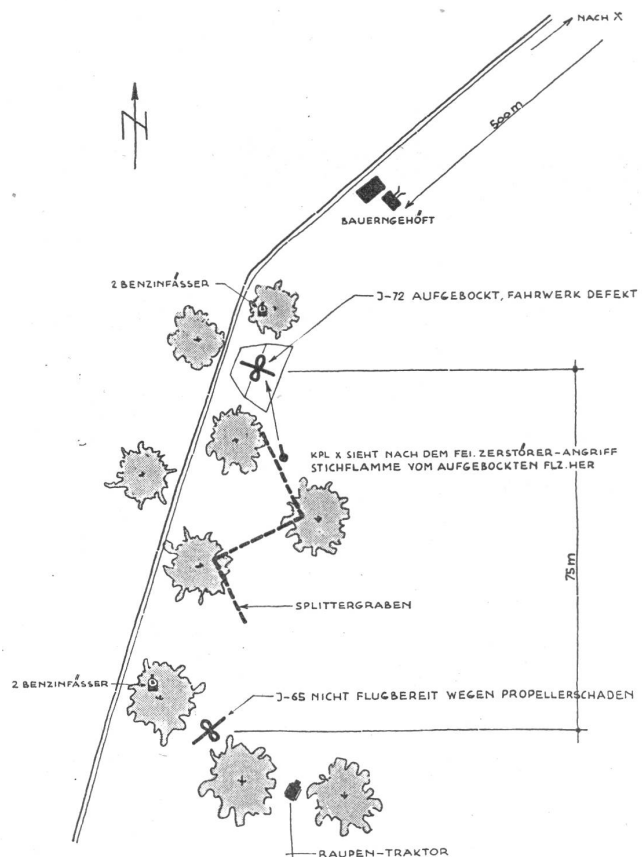 NACH X
500 m
N
BAUERNGEHÖFT
2 BENZINFÄSSER
J-72 AUFGEBOCKT, FAHRWERK DEFEKT
KPL X SIEHT NACH DEM FEI. ZERSTÖRER-ANGRIFF
STICHFLAMME VOM AUFGEBOCKTEN FLZ. HER
75 m
SPLITTERGRABEN
2 BENZINFÄSSER
J-65 NICHT FLUGBEREIT WEGEN PROPELLERSCHADEN
RAUPEN-TRAKTOR